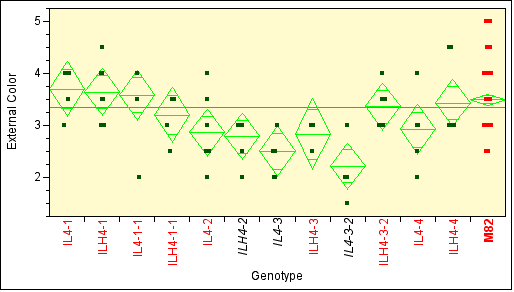 5
4
3
2
External Color
IL4-1
ILH4-1
IL4-1-1
ILH4-1-1
IL4-2
ILH4-2
IL4-3
ILH4-3
IL4-3-2
ILH4-3-2
IL4-4
ILH4-4
M82
Genotype